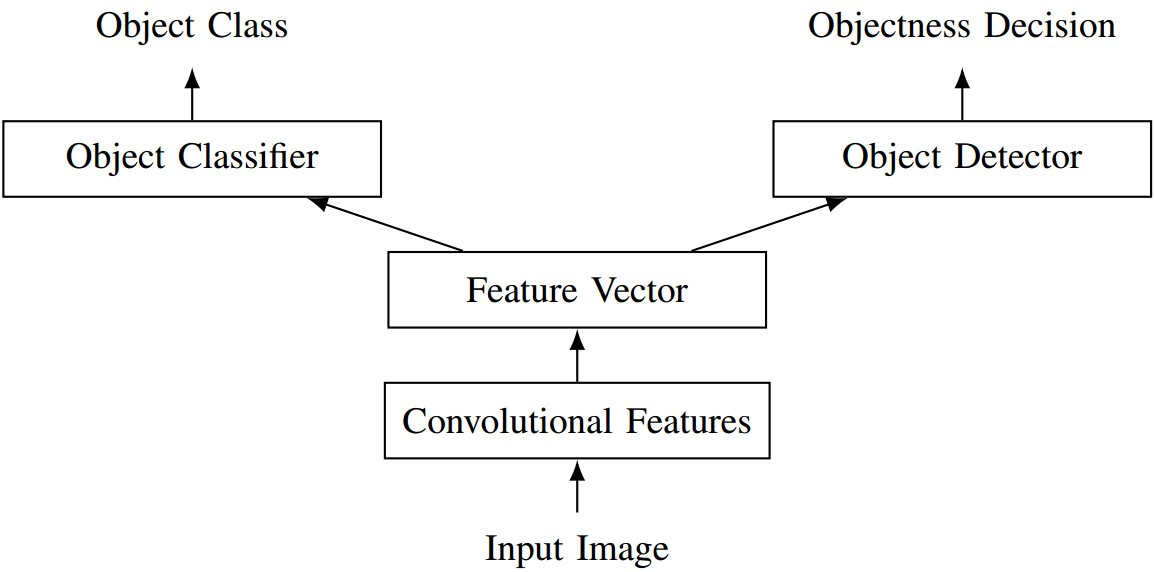 Object Class
Objectness Decision
Object Classifier
Object Detector
Feature Vector
Convolutional Features
Input Image